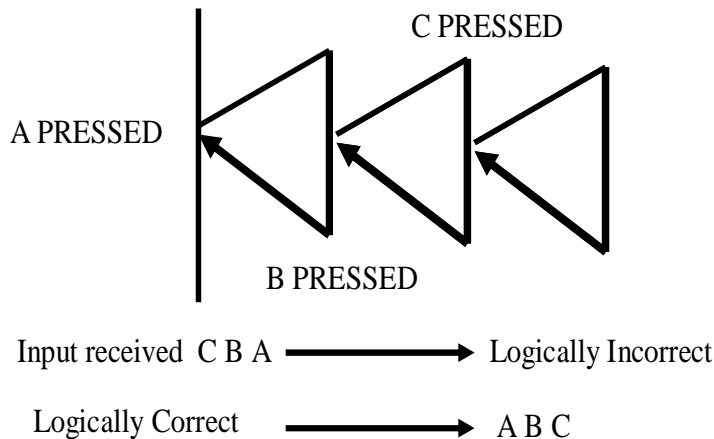 C PRESSED
A PRESSED
B PRESSED
Input received C B A Logically Incorrect
Logically Correct A B C